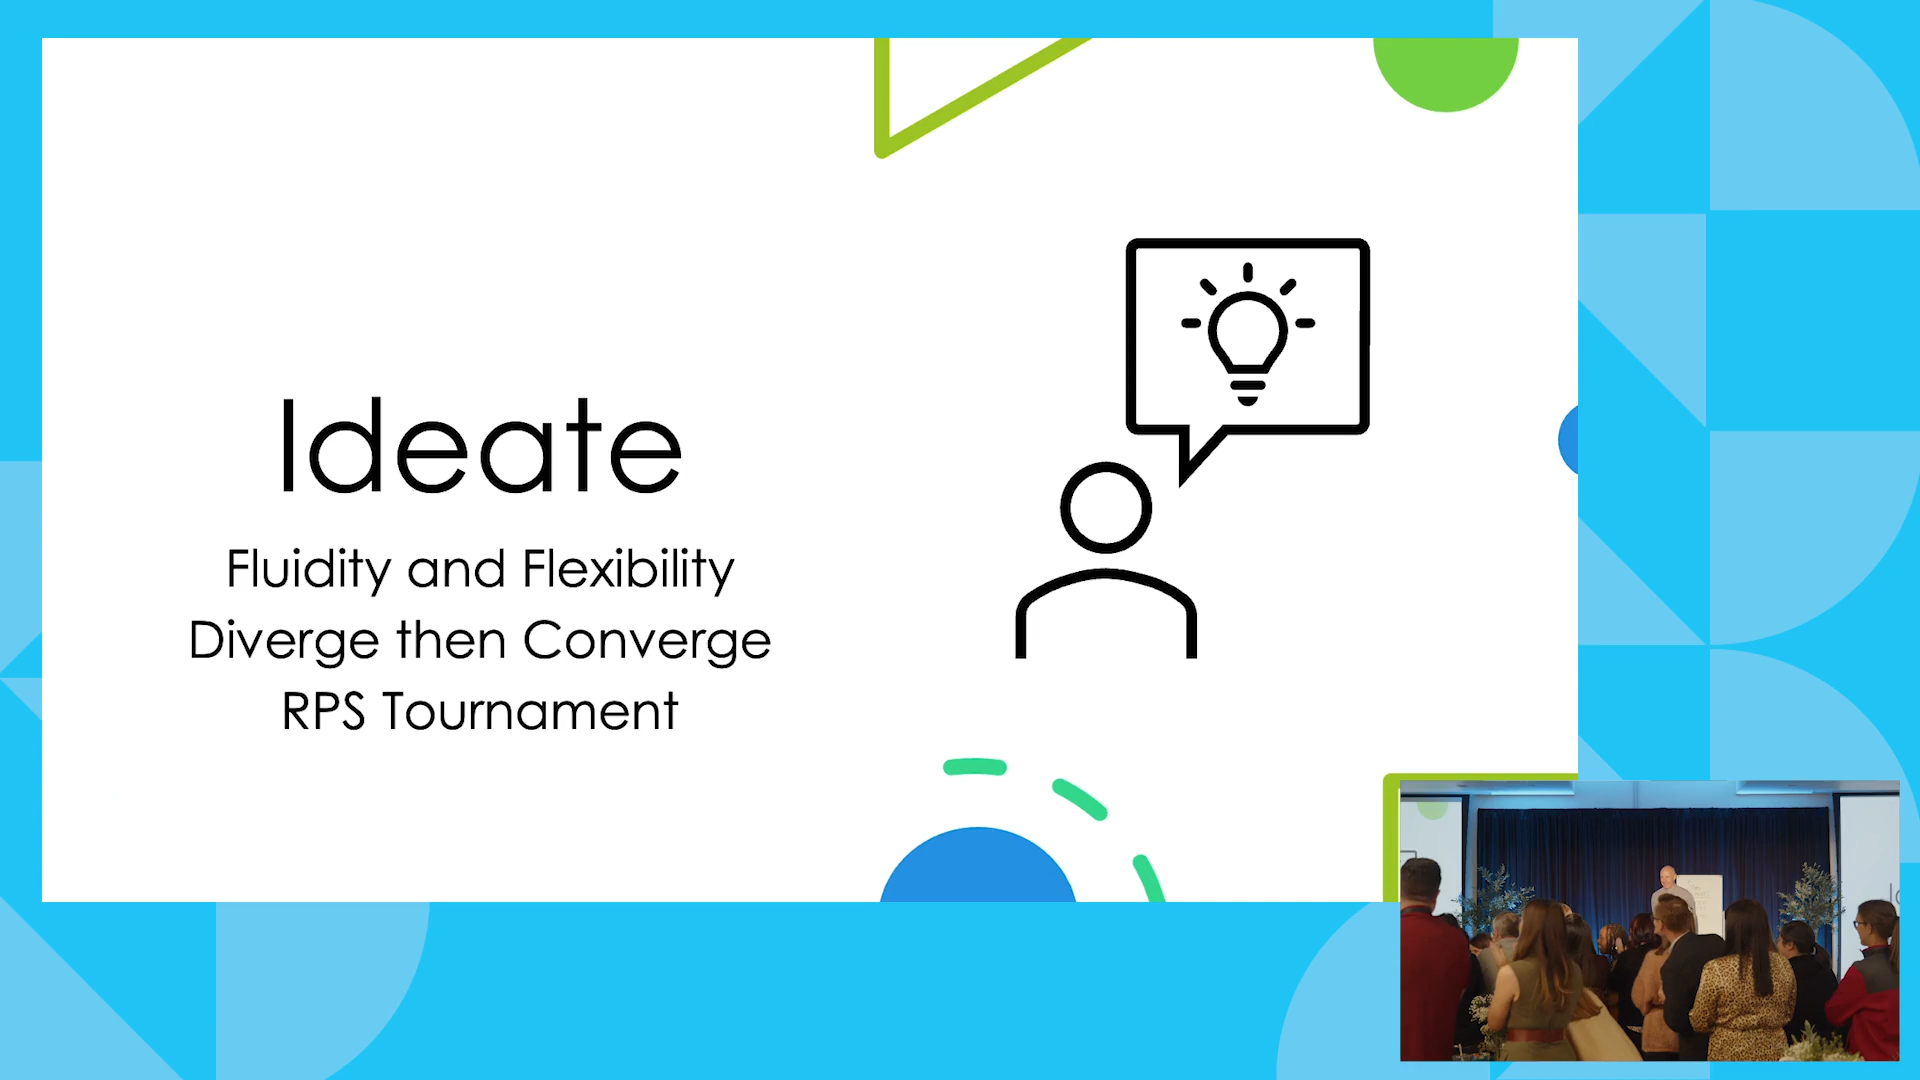 Ideate
Fluidity and Flexibility
Diverge then Converge
RPS Tournament